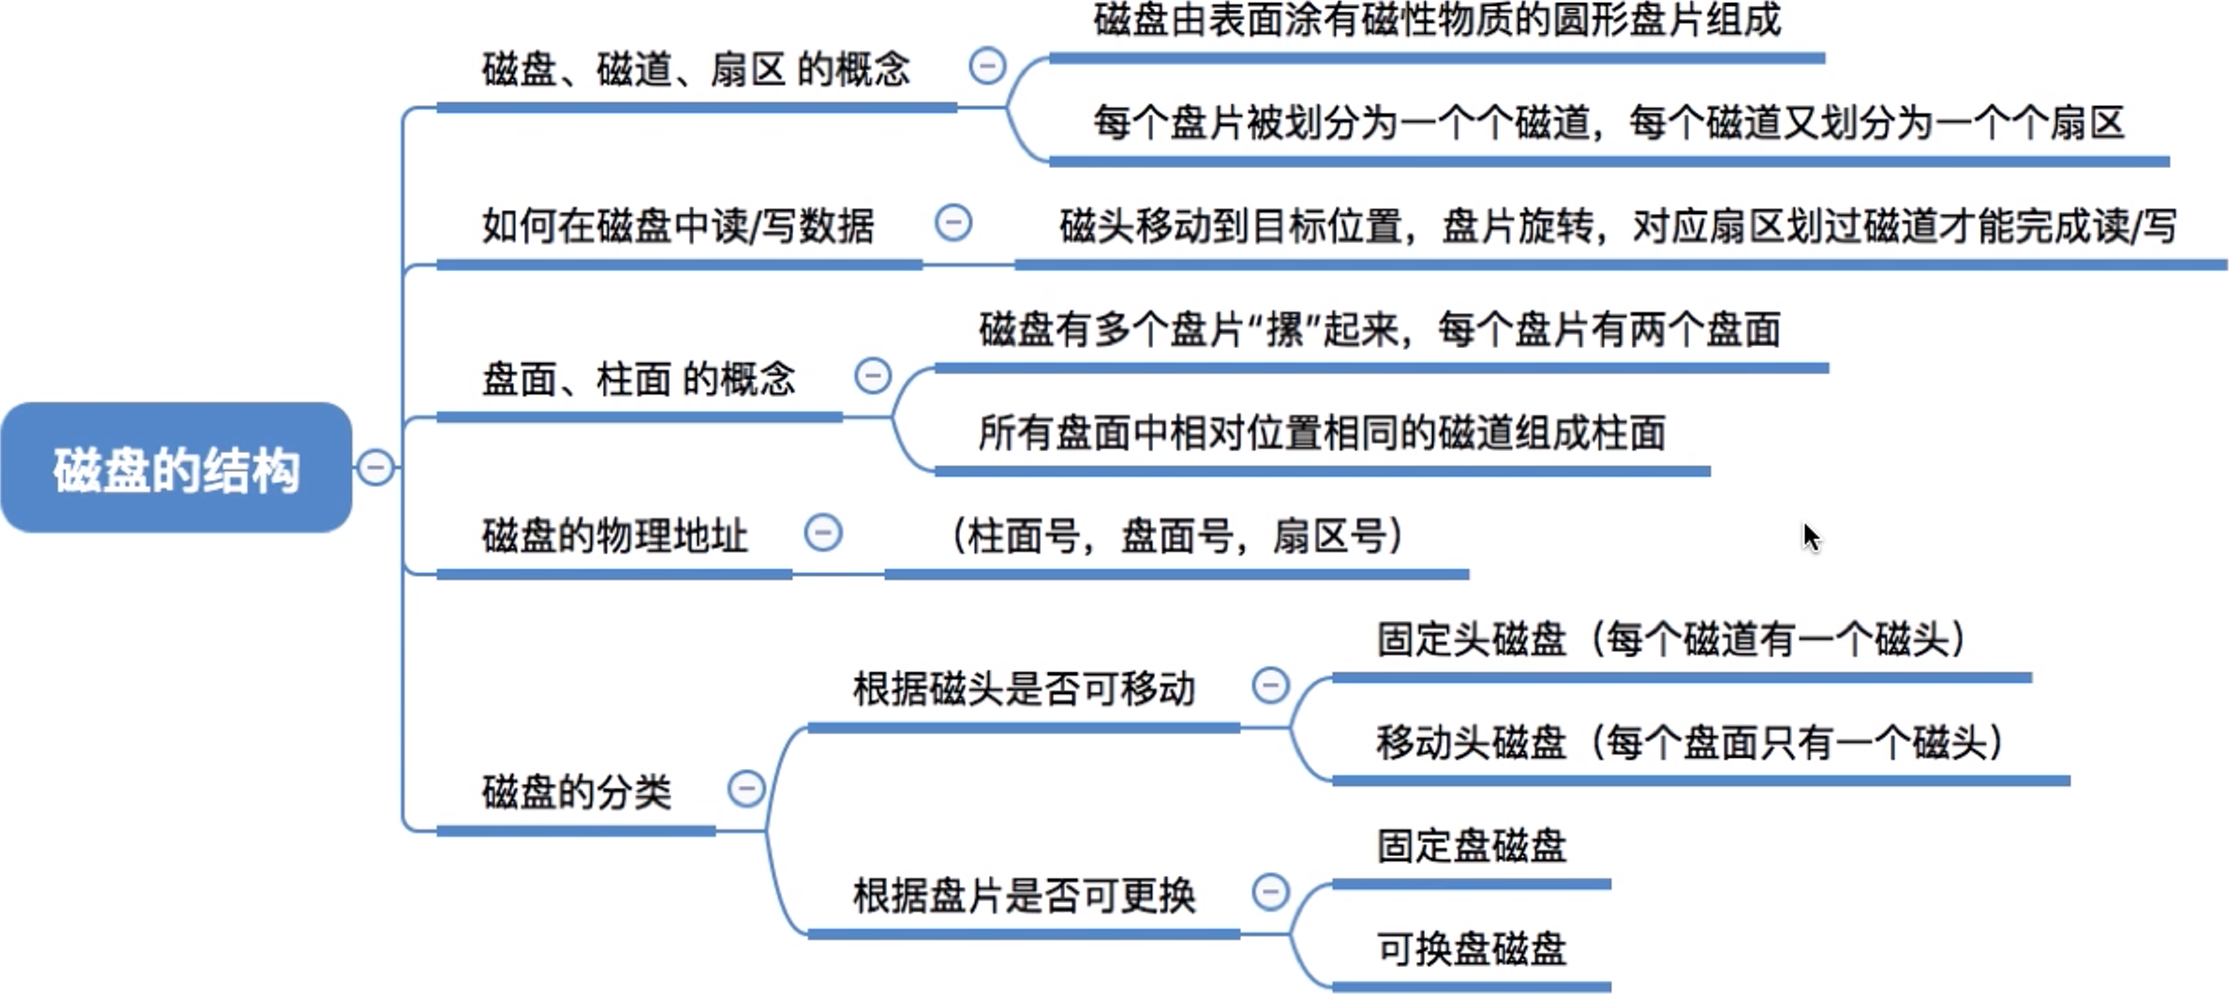 磁盘的结构
磁盘、磁道、扇区 的概念
磁盘由表面涂有磁性物质的圆形盘片组成
每个盘片被划分为一个个磁道，每个磁道又划分为一个个扇区
如何在磁盘中读/写数据
磁头移动到目标位置，盘片旋转，对应扇区划过磁道才能完成读/写
盘面、柱面 的概念
磁盘有多个盘片“摞”起来，每个盘片有两个盘面
所有盘面中相对位置相同的磁道组成柱面
磁盘的物理地址
（柱面号，盘面号，扇区号）
磁盘的分类
根据磁头是否可移动
固定头磁盘（每个磁道有一个磁头）
移动头磁盘（每个盘面只有一个磁头）
根据盘片是否可更换
固定盘磁盘
可换盘磁盘